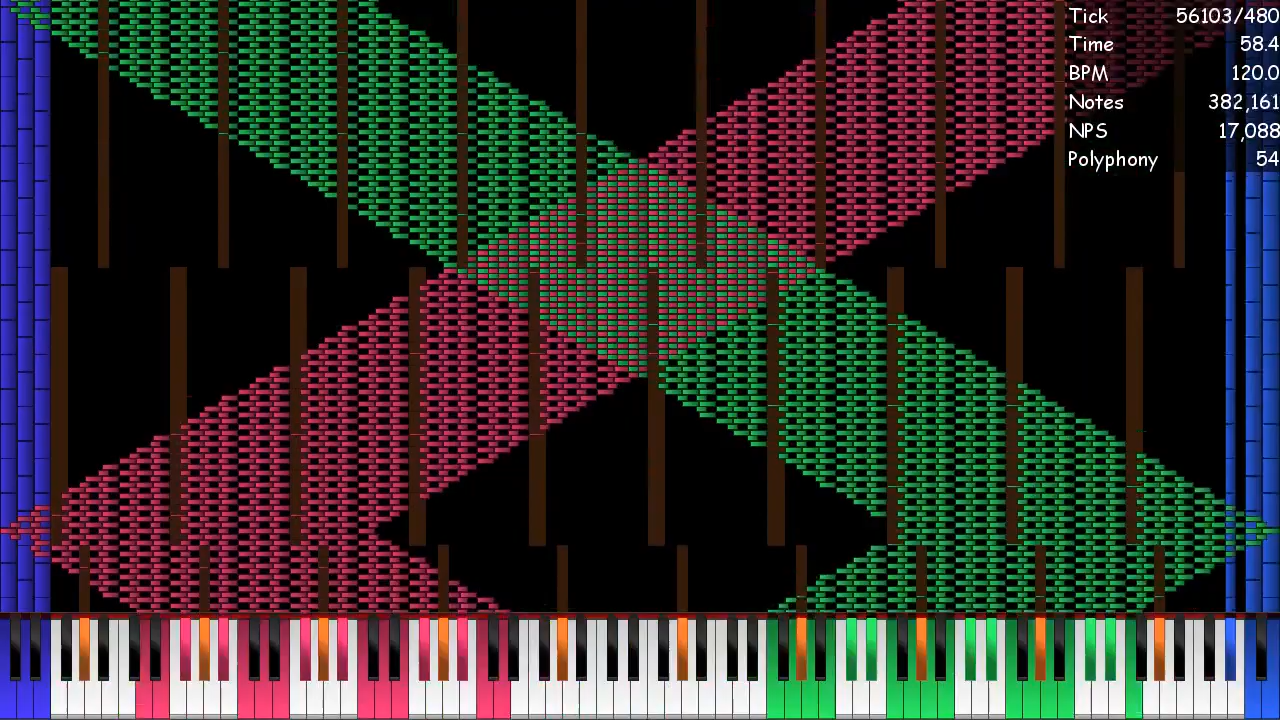 Tick 56103/480
Time 58.4
BPM 120.0
Notes 382,161
NPS 17,088
Polyphony 54